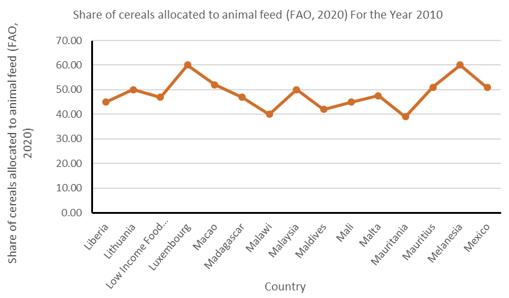 Share of cereals allocated to animal feed (FAO, 2020) For the Year 2010
Share of cereals allocated to animal feed (FAO,
2020)
70.00
60.00
50.00
40.00
30.00
20.00
10.00
0.00
Liberia
Lithuania
Low Income Food...
Luxembourg
Macao
Madagascar
Malawi
Malaysia
Maldives
Mali
Malta
Mauritania
Mauritius
Melanesia
Mexico
Country